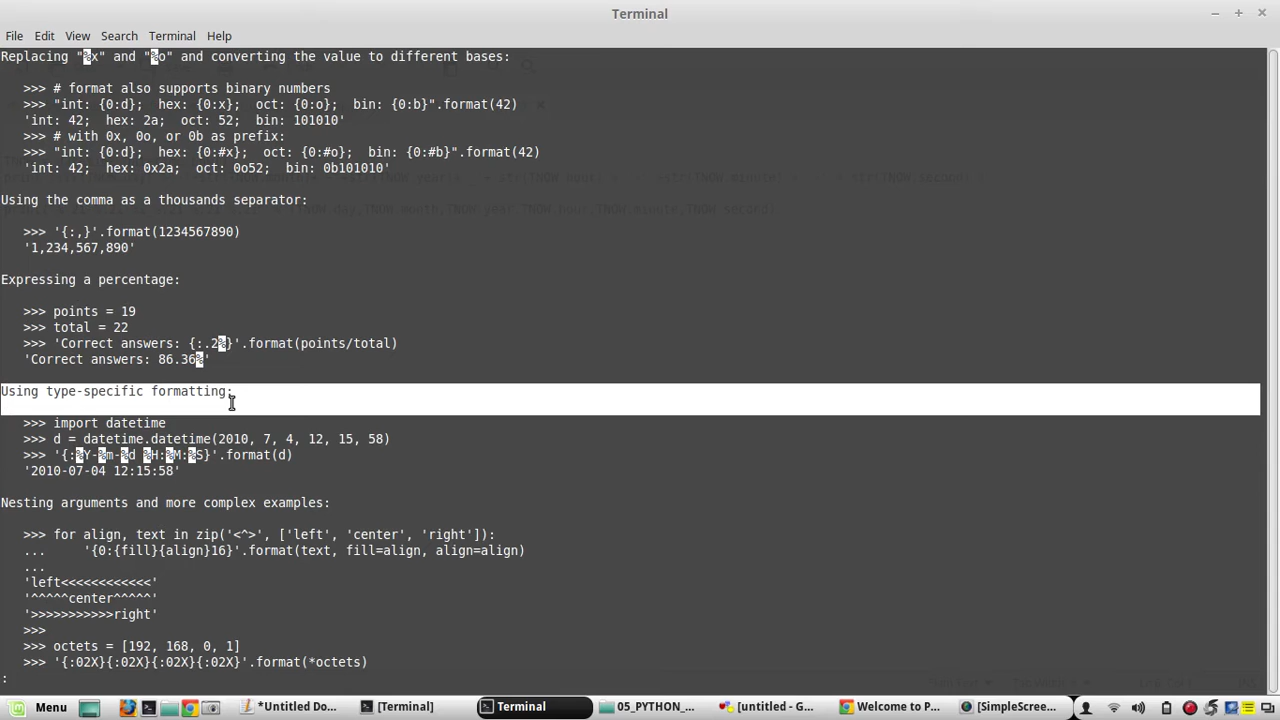 Terminal
File Edit View Search Terminal Help
Replacing "%x" and "%o" and converting the value to different bases:
>>> # format also supports binary numbers
>>> "int: {0:d};  hex: {0:x};  oct: {0:o};  bin: {0:b}".format(42)
'int: 42;  hex: 2a;  oct: 52;  bin: 101010'
>>> # with 0x, 0o, or 0b as prefix:
>>> "int: {0:d};  hex: {0:#x};  oct: {0:#o};  bin: {0:#b}".format(42)
'int: 42;  hex: 0x2a;  oct: 0o52;  bin: 0b101010'
Using the comma as a thousands separator:
>>> '{:,}'.format(1234567890)
'1,234,567,890'
Expressing a percentage:
>>> points = 19
>>> total = 22
>>> 'Correct answers: {:.2%}'.format(points/total)
'Correct answers: 86.36%'
Using type-specific formatting:
>>> import datetime
>>> d = datetime.datetime(2010, 7, 4, 12, 15, 58)
>>> '{:%Y-%m-%d %H:%M:%S}'.format(d)
'2010-07-04 12:15:58'
Nesting arguments and more complex examples:
>>> for align, text in zip('<^>', ['left', 'center', 'right']):
...     '{0:{fill}{align}16}'.format(text, fill=align, align=align)
...
'left<<<<<<<<<<<<'
'^^^^^center^^^^^'
'>>>>>>>>>>>right'
>>>
>>> octets = [192, 168, 0, 1]
>>> '{:02X}{:02X}{:02X}{:02X}'.format(*octets)
:
Menu *Untitled Do... [Terminal] Terminal 05_PYTHON_... [untitled - G... Welcome to P... [SimpleScreen...